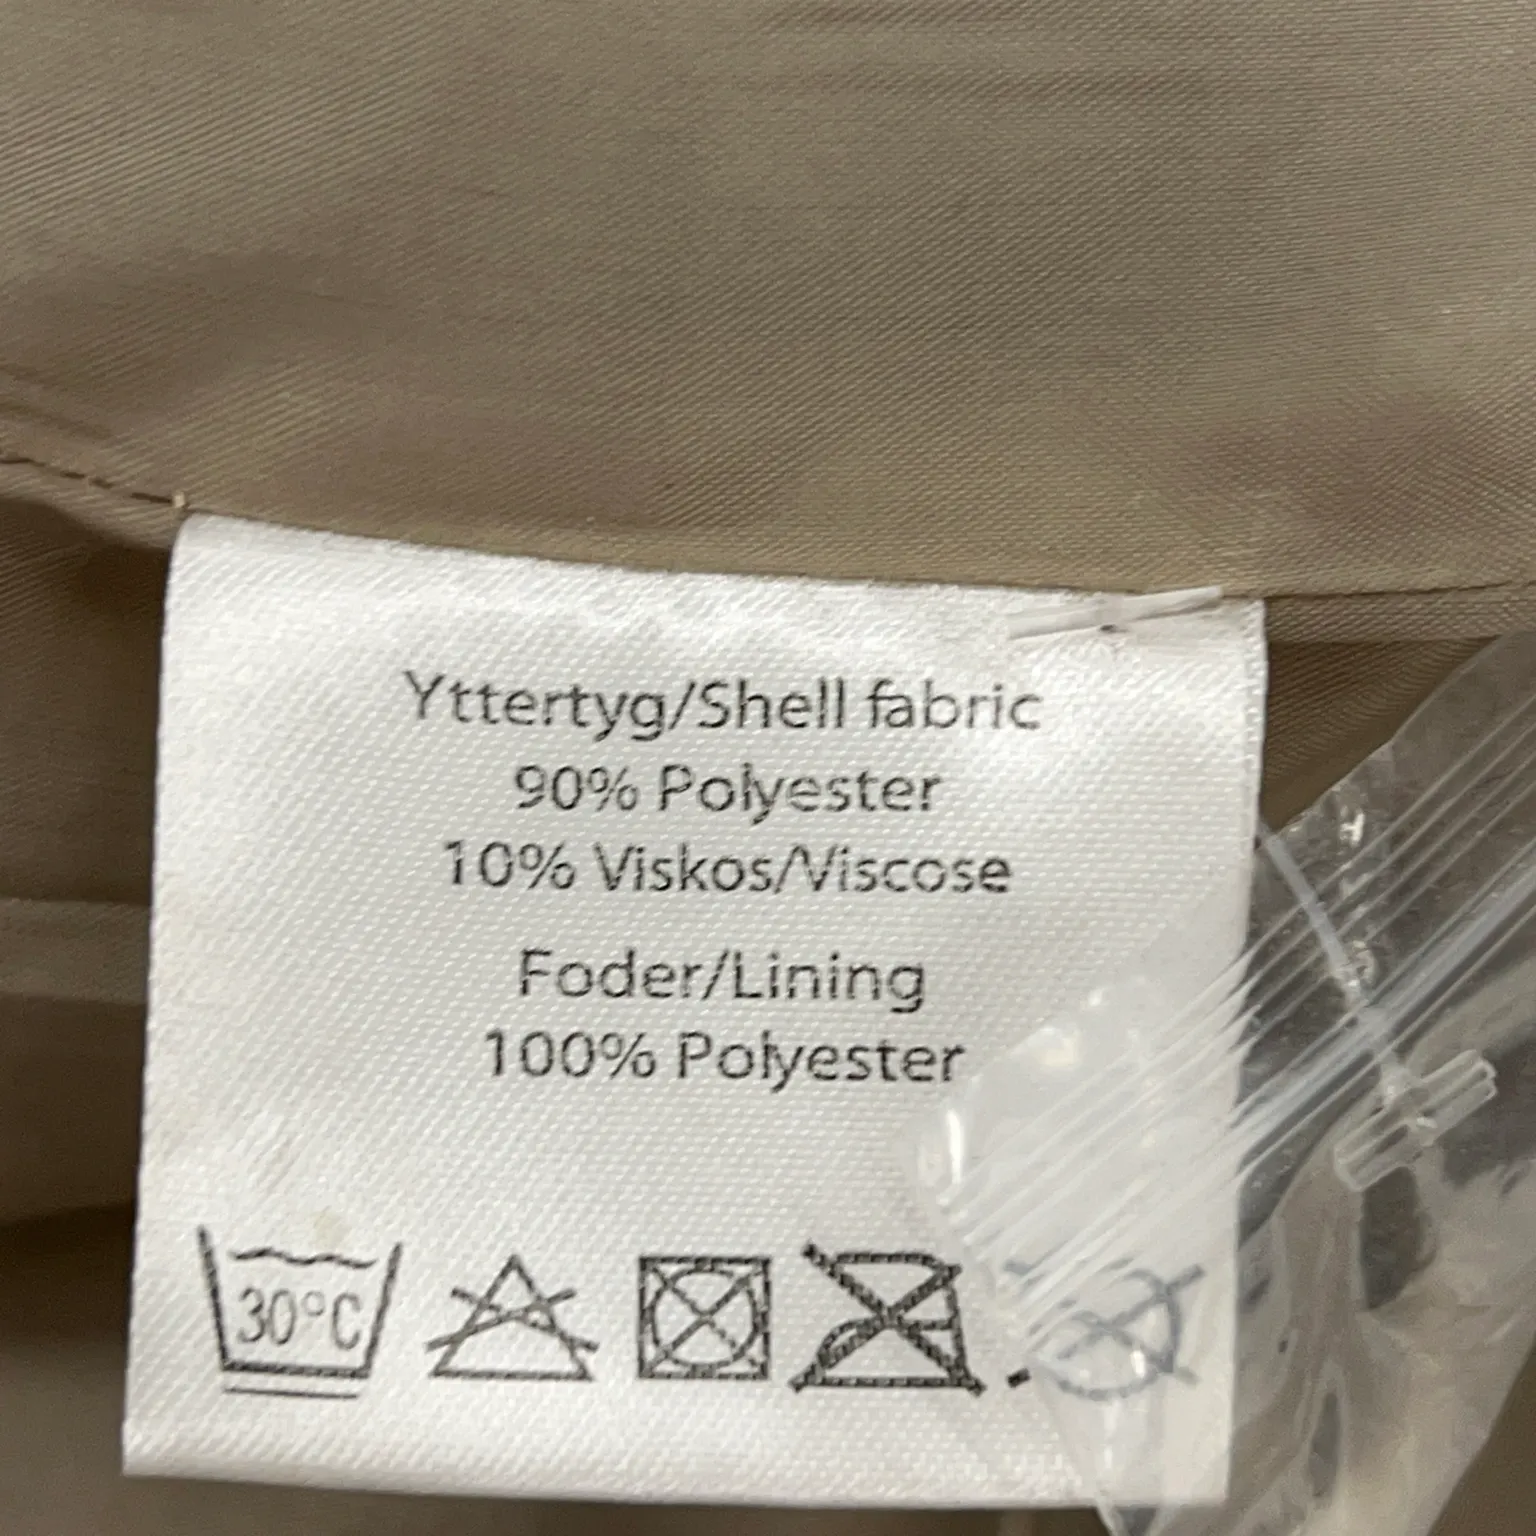 Yttertyg/Shell fabric
90% Polyester
10% Viskos/Viscose
Foder/Lining
100% Polyester
30°C